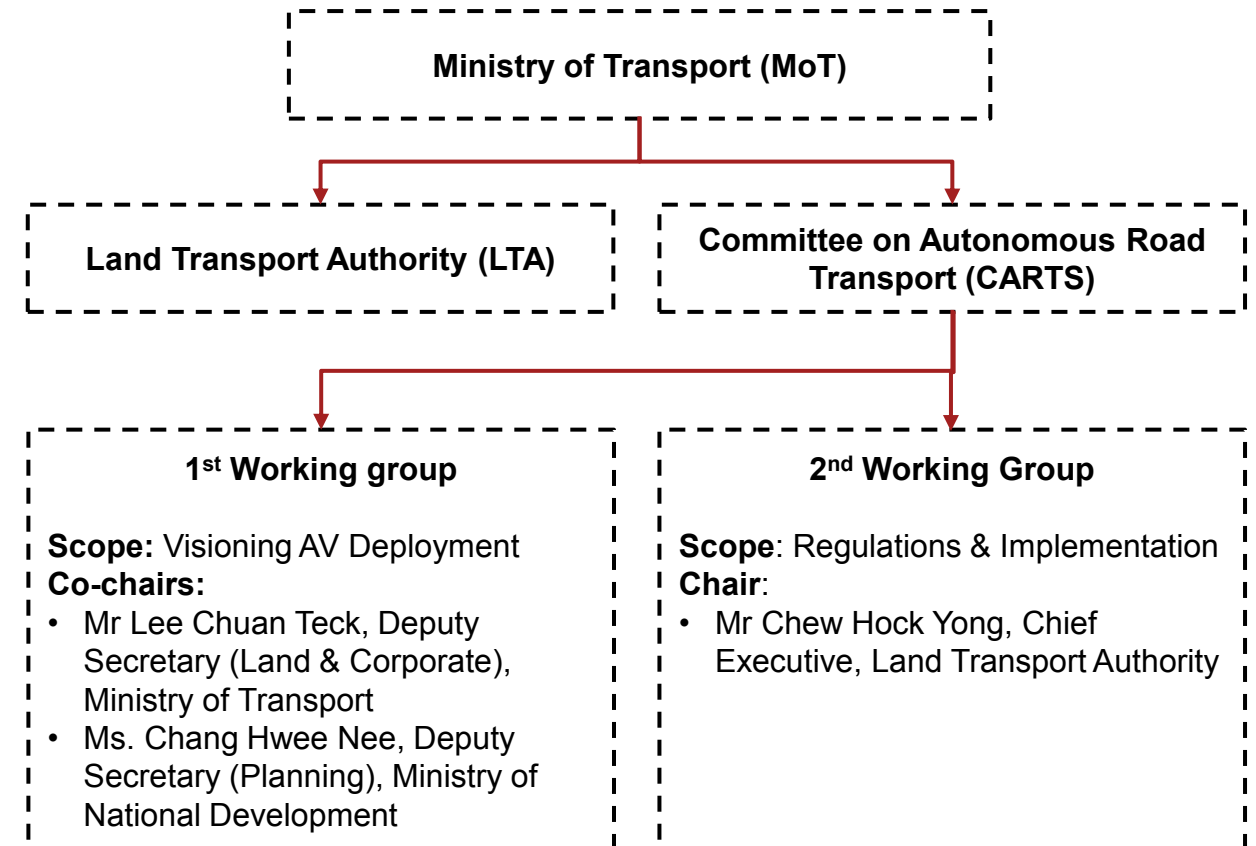 Ministry of Transport (MoT)
Land Transport Authority (LTA)
Committee on Autonomous Road
Transport (CARTS)
1st Working group
Scope: Visioning AV Deployment
Co-chairs:
• Mr Lee Chuan Teck, Deputy
Secretary (Land & Corporate),
Ministry of Transport
• Ms. Chang Hwee Nee, Deputy
Secretary (Planning), Ministry of
National Development
2nd Working Group
Scope: Regulations & Implementation
Chair:
• Mr Chew Hock Yong, Chief
Executive, Land Transport Authority